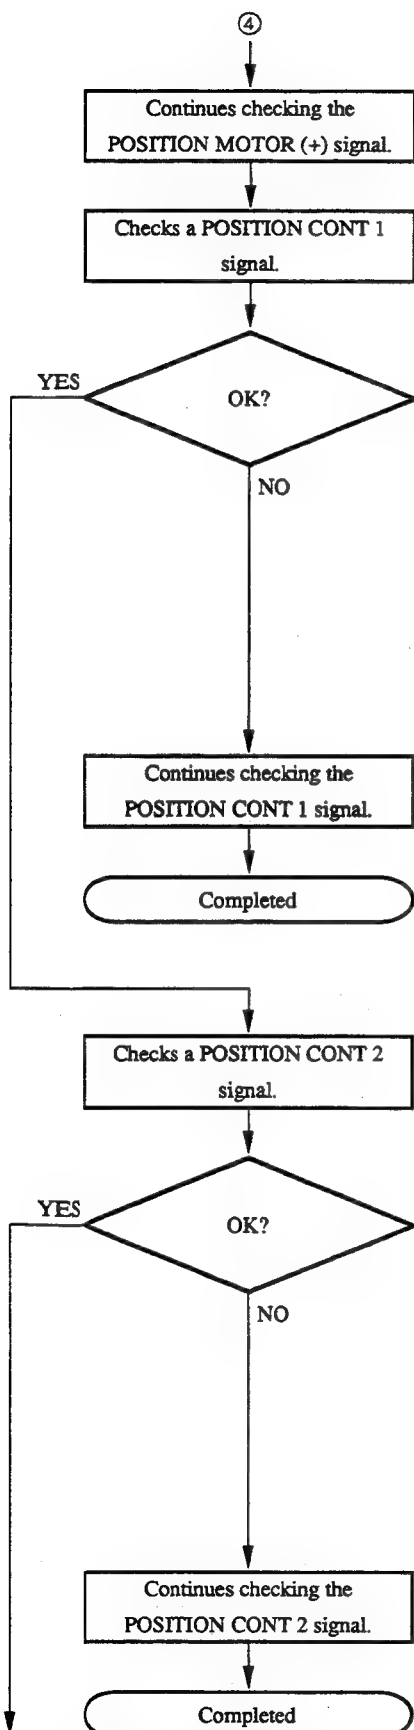 ④
Continues checking the
POSITION MOTOR (+) signal.
Checks a POSITION CONT 1
signal.
YES
OK?
NO
Continues checking the
POSITION CONT 1 signal.
Completed
Checks a POSITION CONT 2
signal.
YES
OK?
NO
Continues checking the
POSITION CONT 2 signal.
Completed